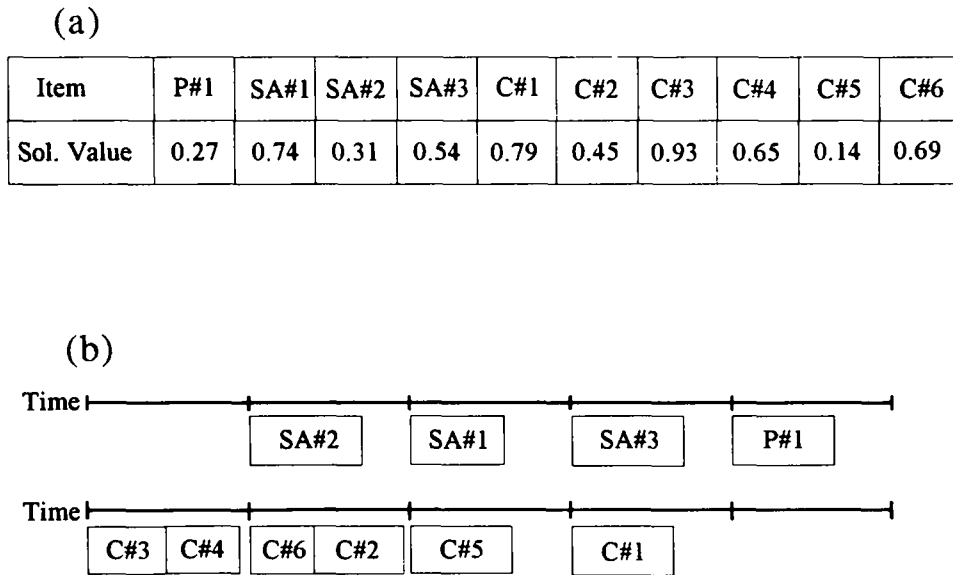 (a)
Item P#1 SA#1 SA#2 SA#3 C#1 C#2 C#3 C#4 C#5 C#6
Sol. Value 0.27 0.74 0.31 0.54 0.79 0.45 0.93 0.65 0.14 0.69
(b)
Time
SA#2 SA#1 SA#3 P#1
Time
C#3 C#4 C#6 C#2 C#5 C#1